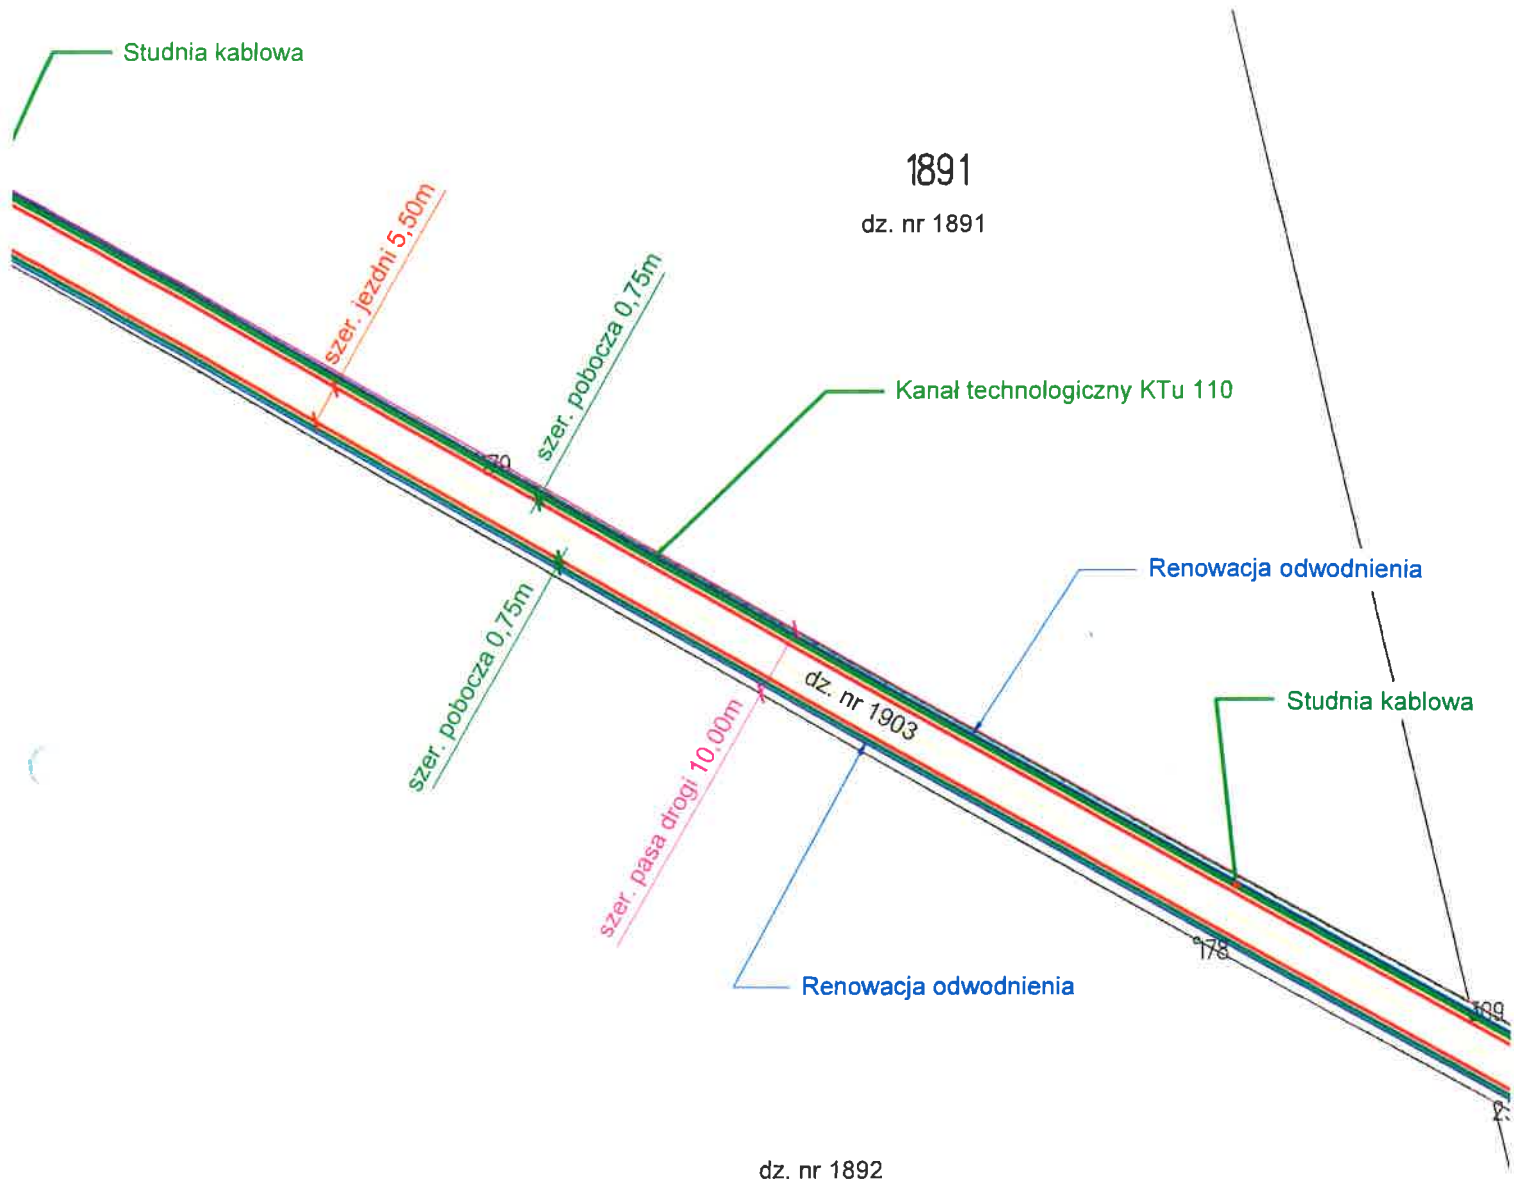 Studnia kablowa
1891
dz. nr 1891
szer. jezdni 5,50m
szer. pobocza 0,75m
Kanał technologiczny KTu 110
Renowacja odwodnienia
szer. pobocza 0,75m
dz. nr 1903
Studnia kablowa
szer. pasa drogi 10,00m
178
Renowacja odwodnienia
dz. nr 1892